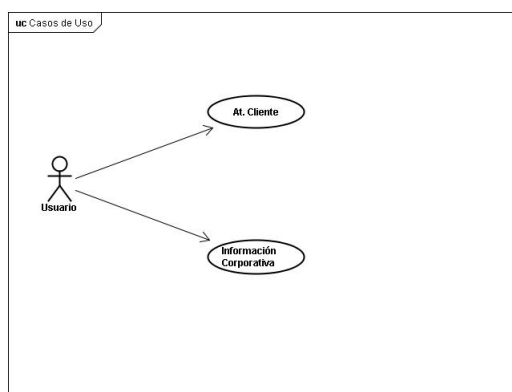 uc Casos de Uso
At. Cliente
Usuario
Información
Corporativa